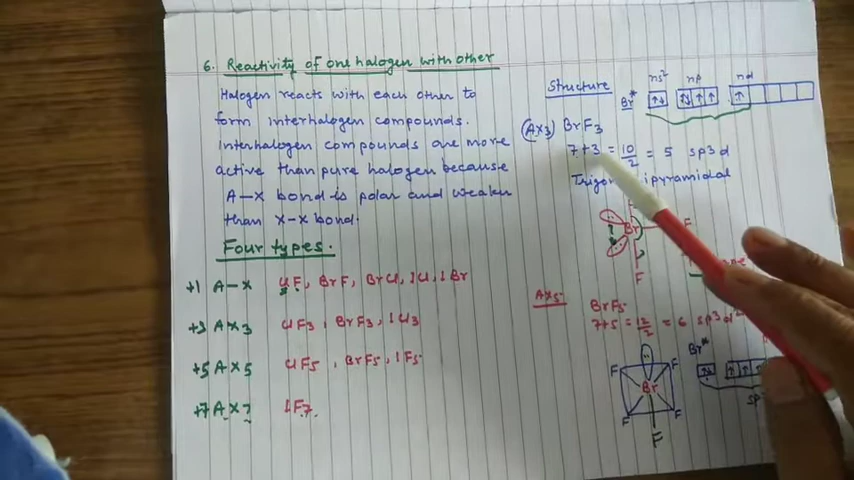 6. Reactivity of one halogen with other
Halogen reacts with each other to
form interhalogen compounds.
interhalogen compounds are more
active than pure halogen because
A-X bond is polar and weaker
than X-X bond.
Four types.
+1 A-X ClF, BrF, BrCl, ICl, IBr
+3 AX3 ClF3, BrF3, ICl3
+5 AX5 ClF5, BrF5, IF5
+7 AX7 IF7.
Structure
Br* ns² np nd
(AX3) BrF3
7+3 = 10/2 = 5 sp3d
F
Br F
F
AX5
BrF5
7+5 = 12/2 = 6 sp3d
Br*
F F
Br
F F
F